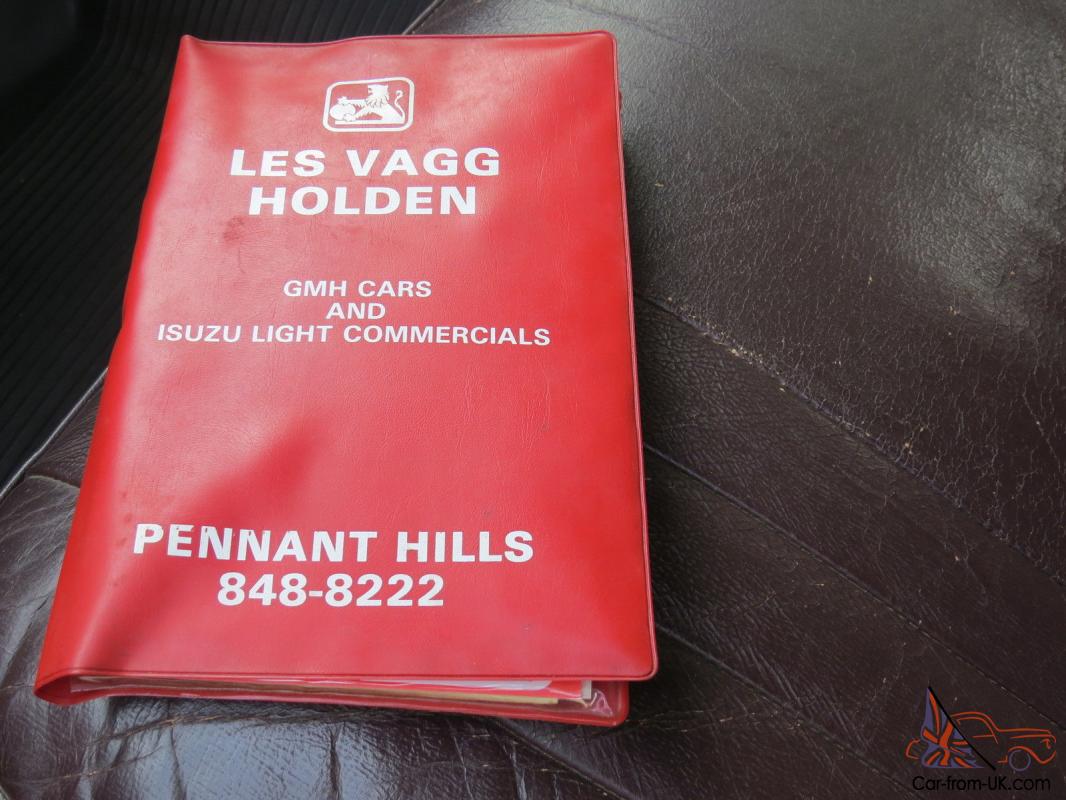 LES VAGG
HOLDEN
GMH CARS
AND
ISUZU LIGHT COMMERCIALS
PENNANT HILLS
848-8222
Car-from-UK.com